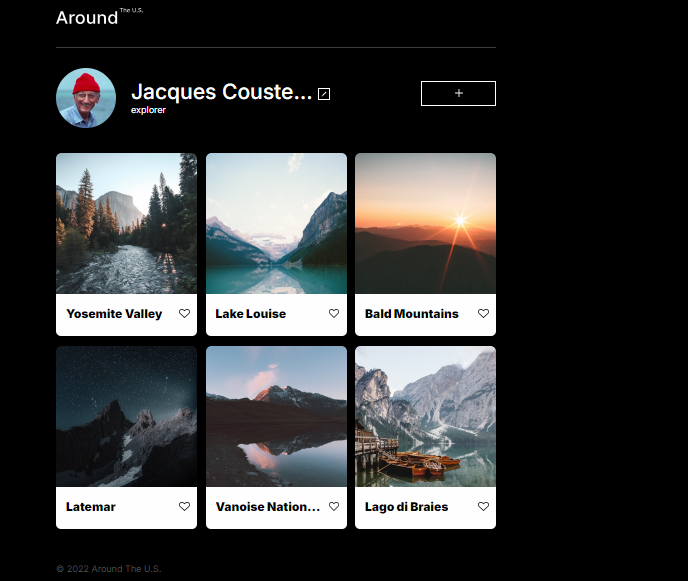 Around The U.S.
Jacques Couste...
explorer
+
Yosemite Valley
Lake Louise
Bald Mountains
Latemar
Vanoise Nation...
Lago di Braies
© 2022 Around The U.S.